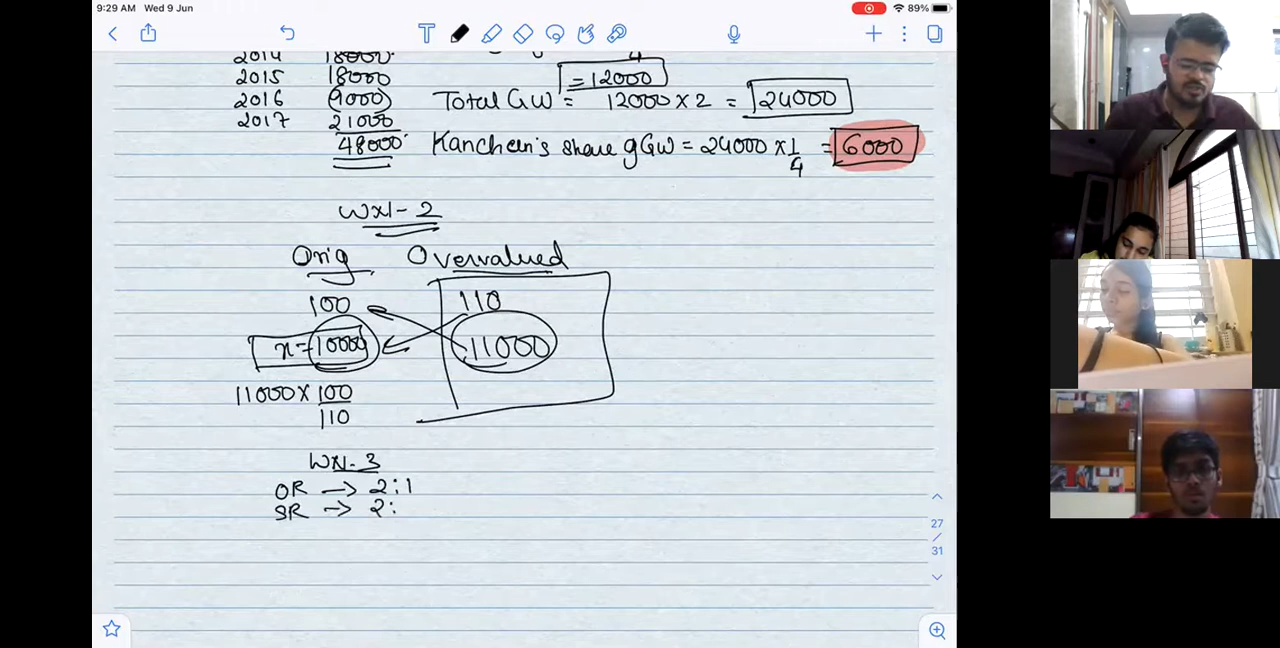 9:29 AM Wed 9 Jun
89%
2014 18000
2015 18000
= 12000
2016 (9000)
Total GW = 12000 × 2 = 24000
2017 21000
48000
Kanchan's share g GW = 24000 × 1/4 = 6000
WN-2
Orig Overvalued
100 110
x = 10000 11000
11000 × 100/110
WN-3
OR → 2:1
SR → 2:
27
/
31